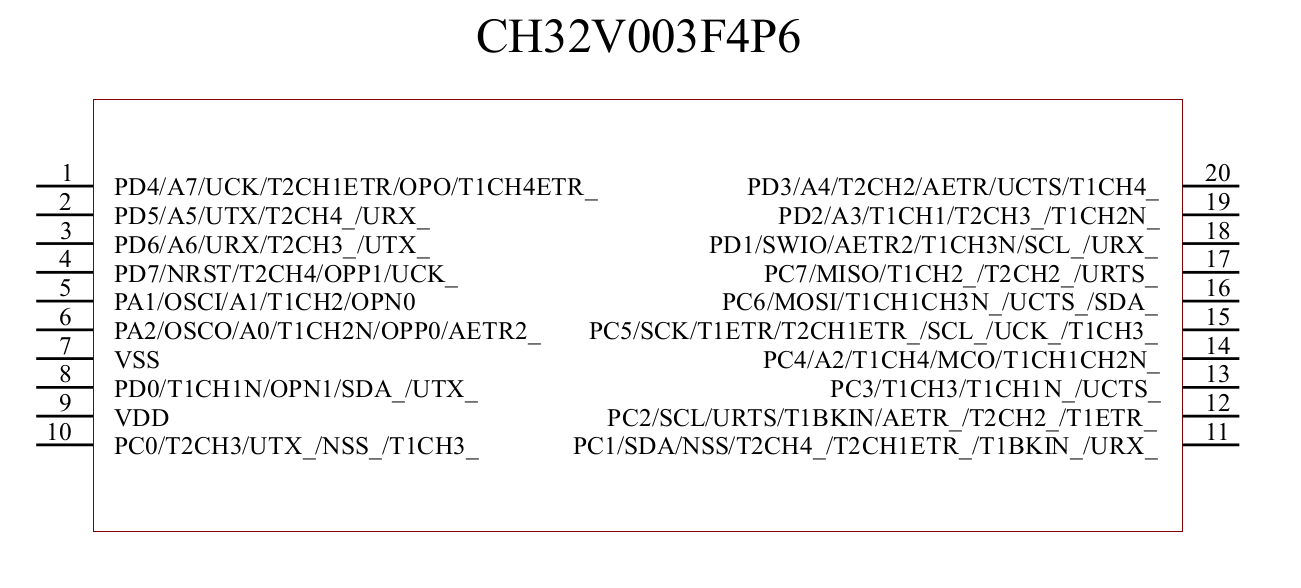 CH32V003F4P6
1 PD4/A7/UCK/T2CH1ETR/OPO/T1CH4ETR_
2 PD5/A5/UTX/T2CH4_/URX_
3 PD6/A6/URX/T2CH3_/UTX_
4 PD7/NRST/T2CH4/OPP1/UCK_
5 PA1/OSCI/A1/T1CH2/OPN0
6 PA2/OSCO/A0/T1CH2N/OPP0/AETR2_
7 VSS
8 PD0/T1CH1N/OPN1/SDA_/UTX_
9 VDD
10 PC0/T2CH3/UTX_/NSS_/T1CH3_
PD3/A4/T2CH2/AETR/UCTS/T1CH4_ 20
PD2/A3/T1CH1/T2CH3_/T1CH2N_ 19
PD1/SWIO/AETR2/T1CH3N/SCL_/URX_ 18
PC7/MISO/T1CH2_/T2CH2_/URTS_ 17
PC6/MOSI/T1CH1CH3N_/UCTS_/SDA_ 16
PC5/SCK/T1ETR/T2CH1ETR_/SCL_/UCK_/T1CH3_ 15
PC4/A2/T1CH4/MCO/T1CH1CH2N_ 14
PC3/T1CH3/T1CH1N_/UCTS_ 13
PC2/SCL/URTS/T1BKIN/AETR_/T2CH2_/T1ETR_ 12
PC1/SDA/NSS/T2CH4_/T2CH1ETR_/T1BKIN_/URX_ 11